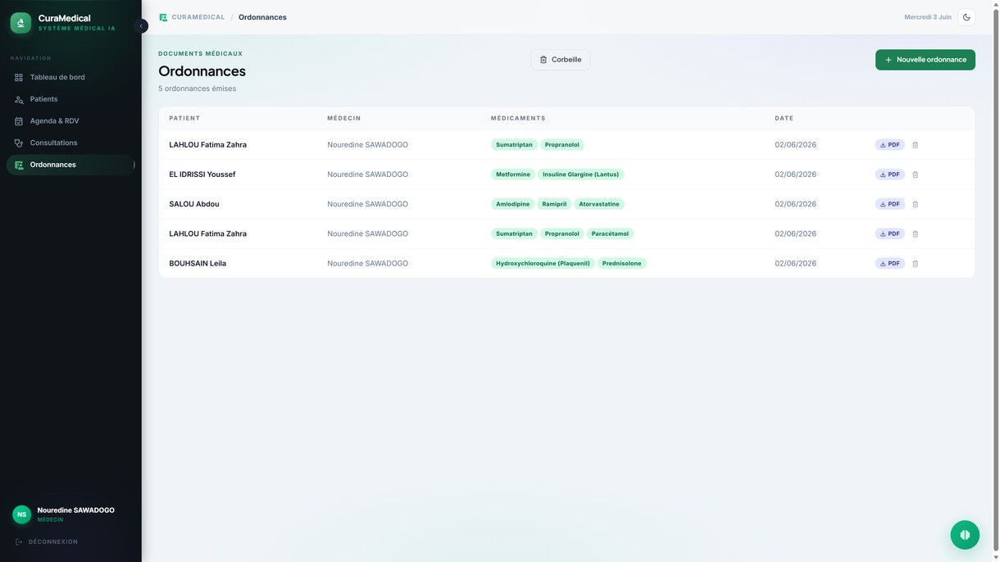 CuraMedical
SYSTÈME MÉDICAL IA
NAVIGATION
Tableau de bord
Patients
Agenda & RDV
Consultations
Ordonnances
Nouredine SAWADOGO
NS
MÉDECIN
DÉCONNEXION
CURAMEDICAL / Ordonnances
Mercredi 3 Juin
DOCUMENTS MÉDICAUX
Ordonnances
5 ordonnances émises
Corbeille
+ Nouvelle ordonnance
PATIENT MÉDECIN MÉDICAMENTS DATE
LAHLOU Fatima Zahra Nouredine SAWADOGO Sumatriptan Propranolol 02/06/2026 PDF
EL IDRISSI Youssef Nouredine SAWADOGO Metformine Insuline Glargine (Lantus) 02/06/2026 PDF
SALOU Abdou Nouredine SAWADOGO Amlodipine Ramipril Atorvastatine 02/06/2026 PDF
LAHLOU Fatima Zahra Nouredine SAWADOGO Sumatriptan Propranolol Paracétamol 02/06/2026 PDF
BOUHSAIN Leila Nouredine SAWADOGO Hydroxychloroquine (Plaquenil) Prednisolone 02/06/2026 PDF